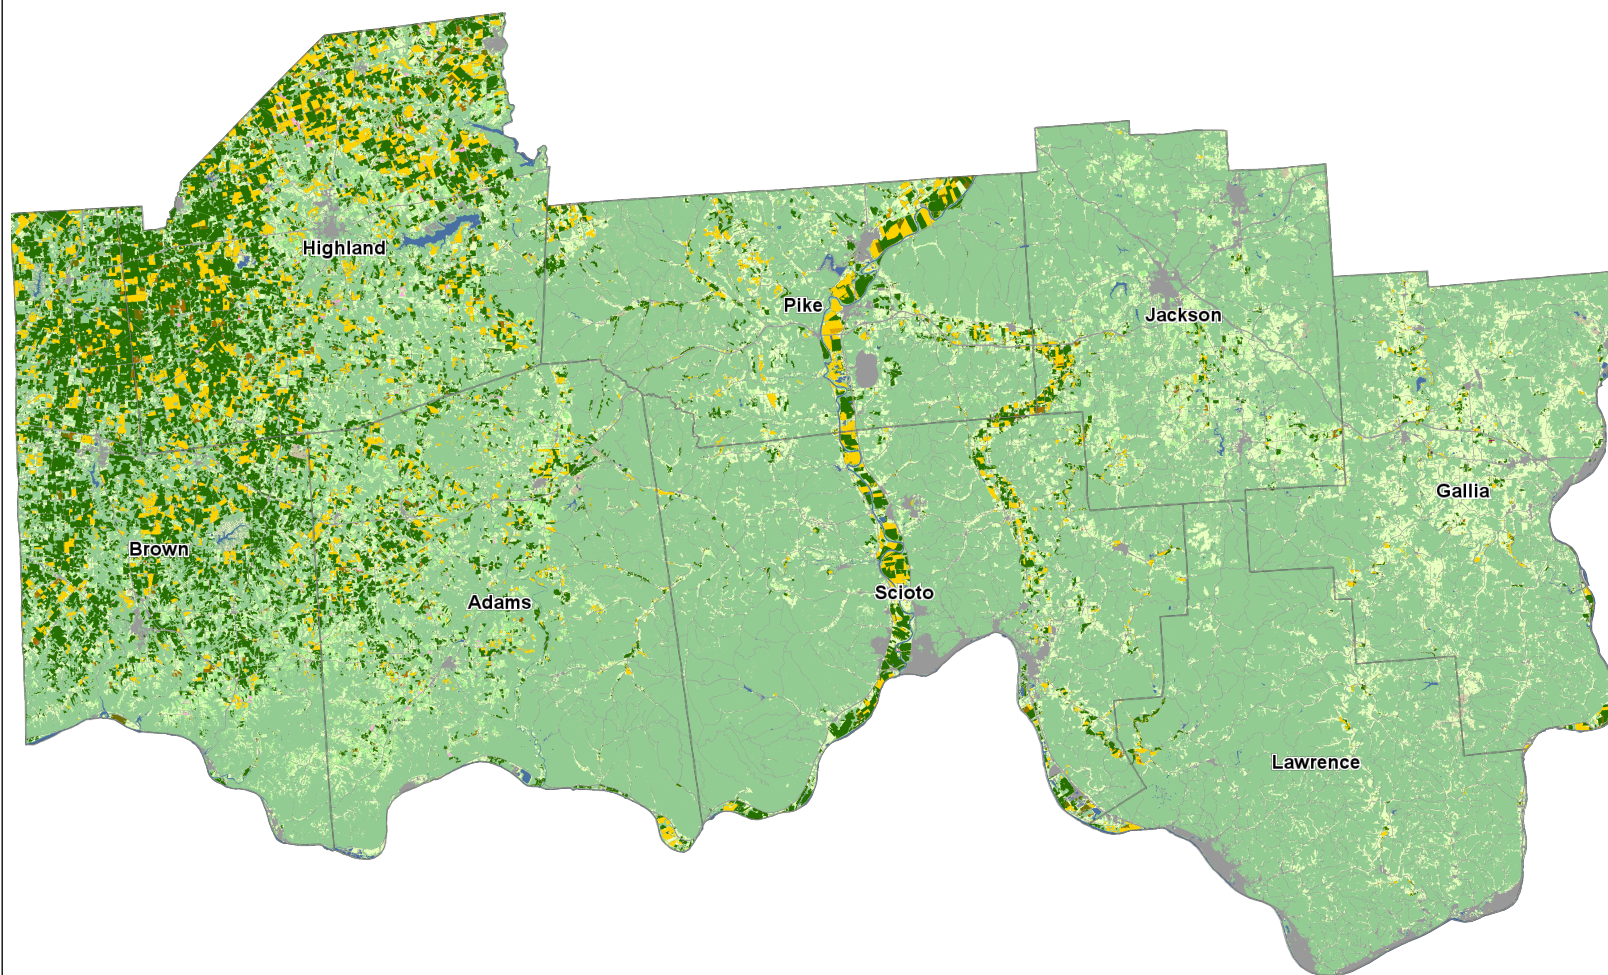 Highland
Pike
Jackson
Gallia
Brown
Adams
Scioto
Lawrence